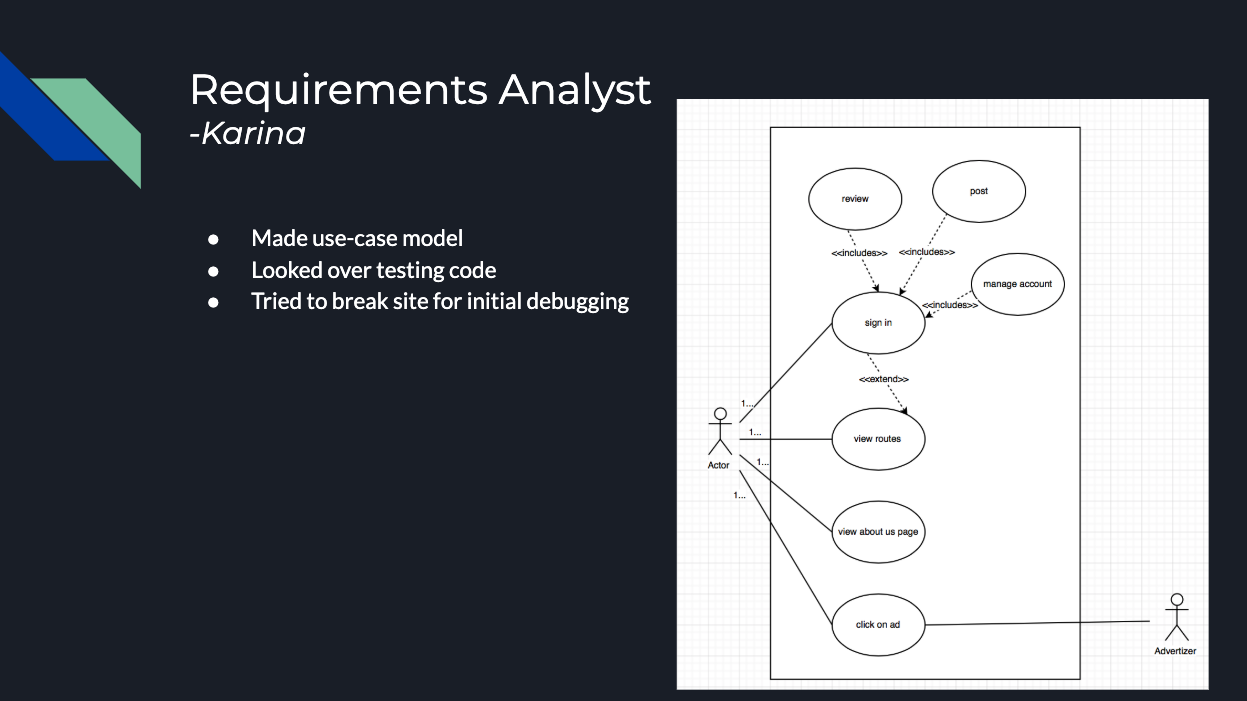 Requirements Analyst
-Karina
● Made use-case model
● Looked over testing code
● Tried to break site for initial debugging
review
post
<<includes>>
<<includes>>
manage account
<<includes>>
sign in
<<extend>>
1...
1...
view routes
Actor
1...
1...
view about us page
click on ad
Advertizer